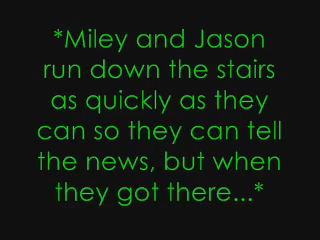 *Miley and Jason
run down the stairs
as quickly as they
can so they can tell
the news, but when
they got there...*